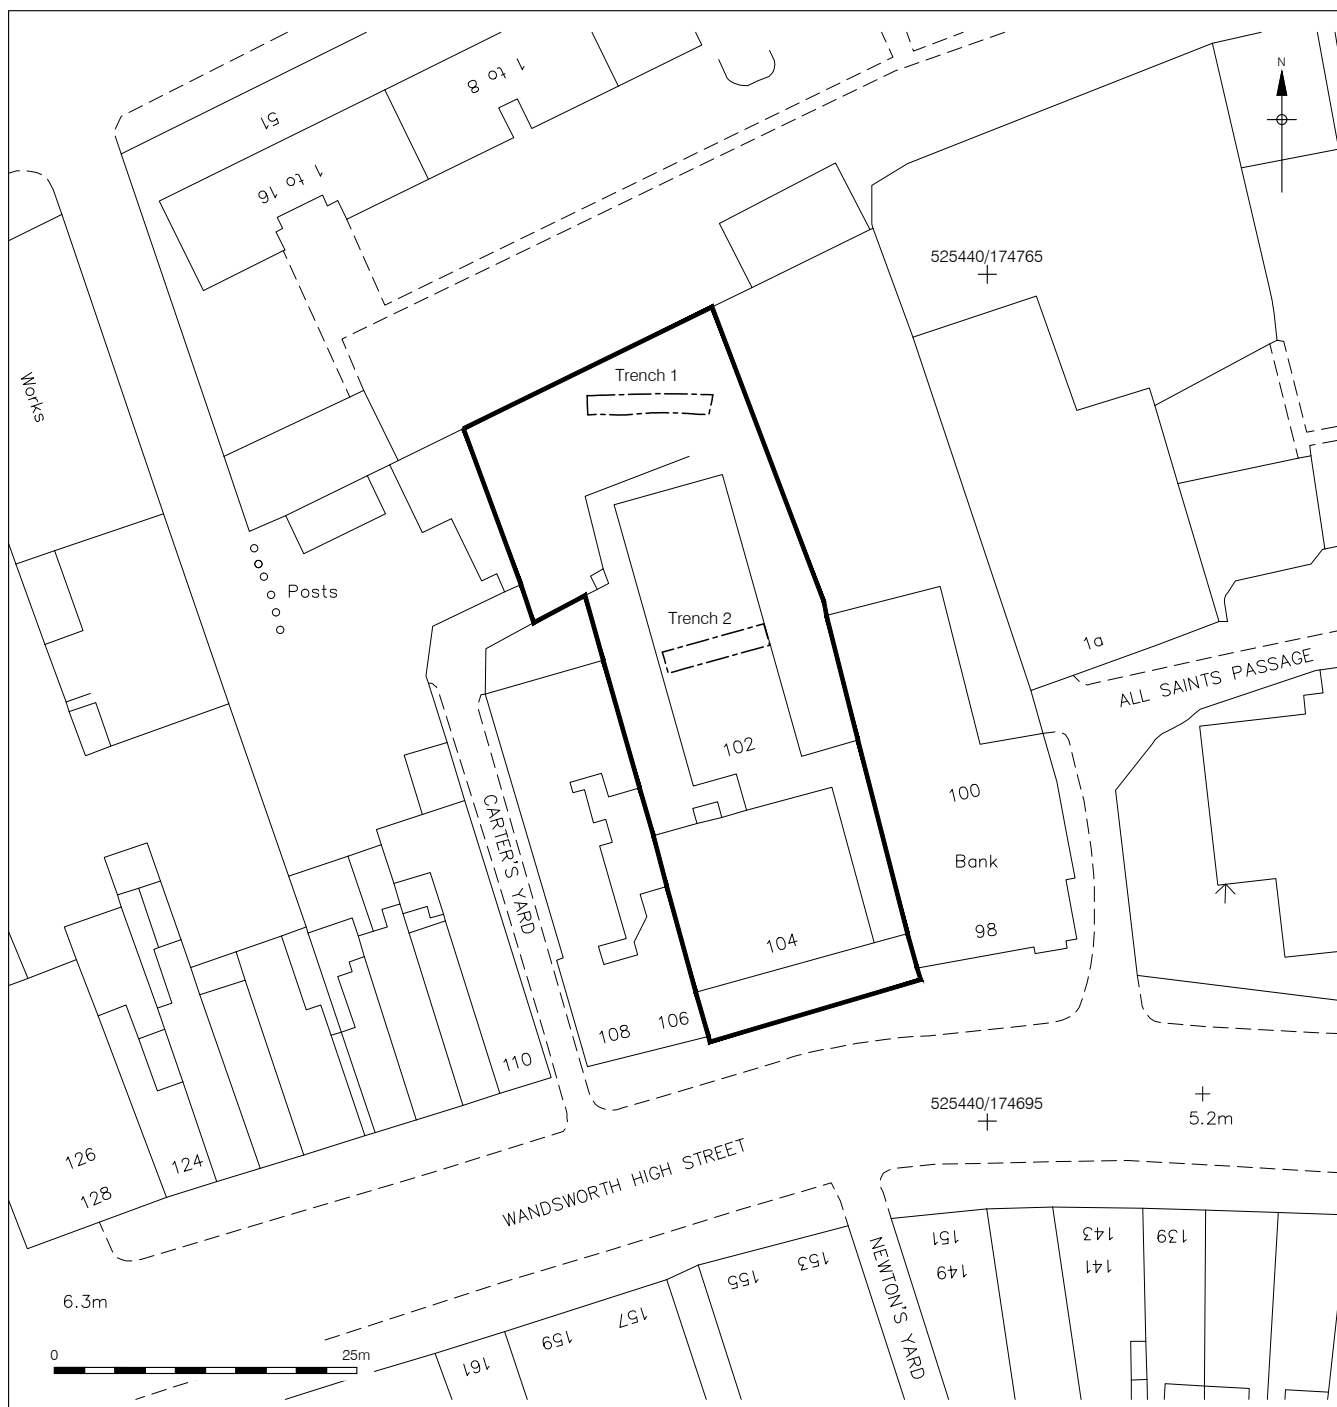 1 to 8
N
51
1 to 16
525440/174765
Trench 1
Works
Posts
Trench 2
1a
ALL SAINTS PASSAGE
102
100
CARTER'S YARD
Bank
98
104
108
106
110
525440/174695
5.2m
126
124
128
WANDSWORTH HIGH STREET
151
143
139
NEWTON'S YARD
149
141
153
155
6.3m
157
159
161
0
25m